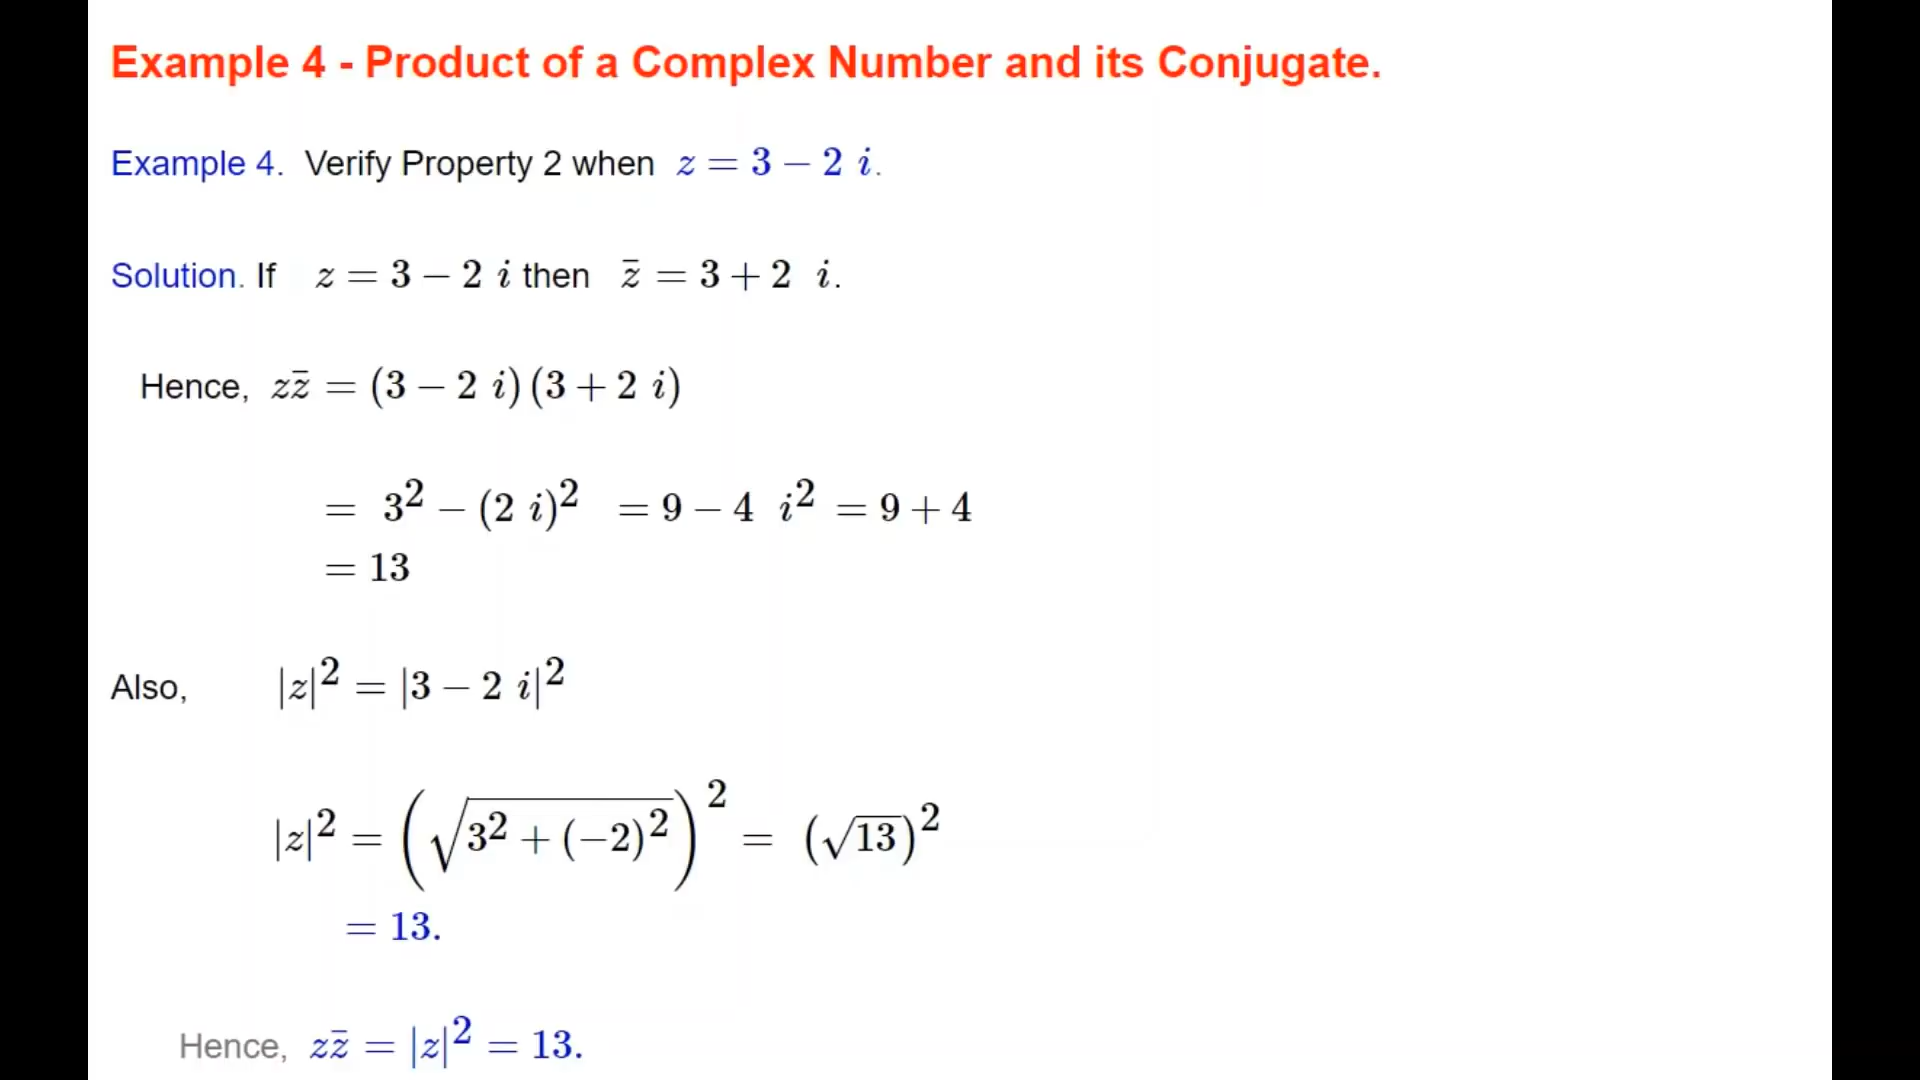 Example 4 - Product of a Complex Number and its Conjugate.
Example 4. Verify Property 2 when z = 3 − 2 i.
Solution. If z = 3 − 2 i then z̄ = 3 + 2 i.
Hence, zz̄ = (3 − 2 i)(3 + 2 i)
= 3² − (2 i)² = 9 − 4 i² = 9 + 4
= 13
Also, |z|² = |3 − 2 i|²
|z|² = (√(3² + (−2)²))² = (√13)²
= 13.
Hence, zz̄ = |z|² = 13.